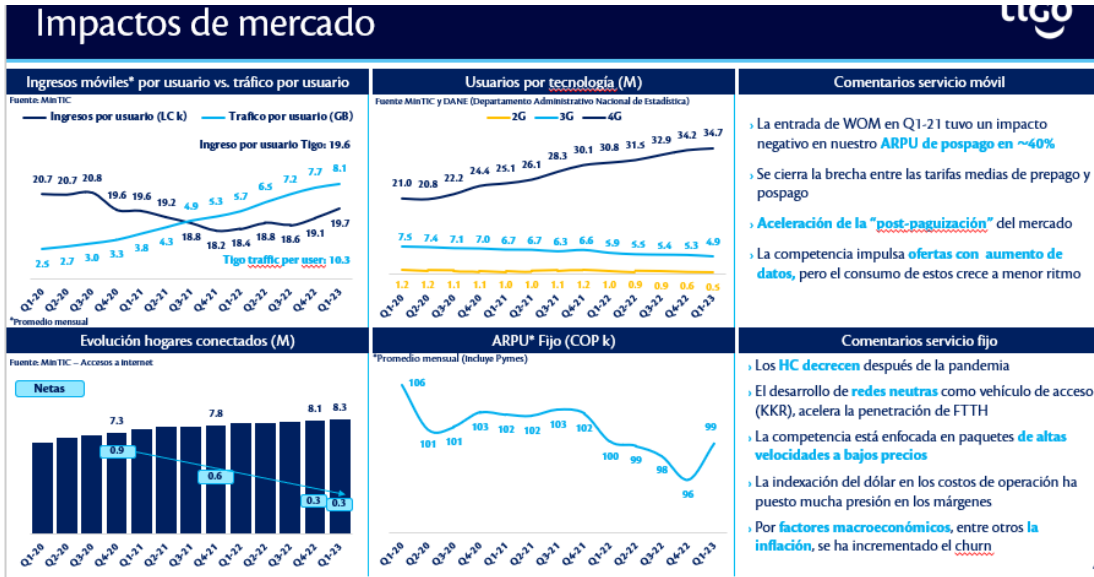 Impactos de mercado
tigo
Ingresos móviles* por usuario vs. tráfico por usuario
Fuente: MinTIC
Ingresos por usuario (LC k)
Trafico por usuario (GB)
Ingreso por usuario Tigo: 19.6
20.7 20.7 20.8 19.6 19.6 19.2 18.8 18.2 18.4 18.8 18.6 19.1 19.7
2.5 2.7 3.0 3.3 3.8 4.3 4.9 5.3 5.7 6.5 7.2 7.7 8.1
Tigo traffic per user: 10.3
Q1-20 Q2-20 Q3-20 Q4-20 Q1-21 Q2-21 Q3-21 Q4-21 Q1-22 Q2-22 Q3-22 Q4-22 Q1-23
*Promedio mensual
Usuarios por tecnología (M)
Fuente MinTIC y DANE (Departamento Administrativo Nacional de Estadística)
2G 3G 4G
21.0 20.8 22.2 24.4 25.1 26.1 28.3 30.1 30.8 31.5 32.9 34.2 34.7
7.5 7.4 7.1 7.0 6.7 6.7 6.3 6.6 5.9 5.5 5.4 5.3 4.9
1.2 1.2 1.1 1.1 1.0 1.0 1.1 1.2 1.0 0.9 0.9 0.6 0.5
Q1-20 Q2-20 Q3-20 Q4-20 Q1-21 Q2-21 Q3-21 Q4-21 Q1-22 Q2-22 Q3-22 Q4-22 Q1-23
Comentarios servicio móvil
› La entrada de WOM en Q1-21 tuvo un impacto
negativo en nuestro ARPU de pospago en ~40%
› Se cierra la brecha entre las tarifas medias de prepago y
pospago
› Aceleración de la "post-paguización" del mercado
› La competencia impulsa ofertas con aumento de
datos, pero el consumo de estos crece a menor ritmo
Evolución hogares conectados (M)
Fuente: MinTIC – Accesos a internet
Netas
7.3 7.8 8.1 8.3
0.9 0.6 0.3 0.3
Q1-20 Q2-20 Q3-20 Q4-20 Q1-21 Q2-21 Q3-21 Q4-21 Q1-22 Q2-22 Q3-22 Q4-22 Q1-23
ARPU* Fijo (COP k)
*Promedio mensual (Incluye Pymes)
106 101 101 103 102 102 103 102 100 99 98 96 99
Q1-20 Q2-20 Q3-20 Q4-20 Q1-21 Q2-21 Q3-21 Q4-21 Q1-22 Q2-22 Q3-22 Q4-22 Q1-23
Comentarios servicio fijo
› Los HC decrecen después de la pandemia
› El desarrollo de redes neutras como vehículo de acceso
(KKR), acelera la penetración de FTTH
› La competencia está enfocada en paquetes de altas
velocidades a bajos precios
› La indexación del dólar en los costos de operación ha
puesto mucha presión en los márgenes
› Por factores macroeconómicos, entre otros la
inflación, se ha incrementado el churn